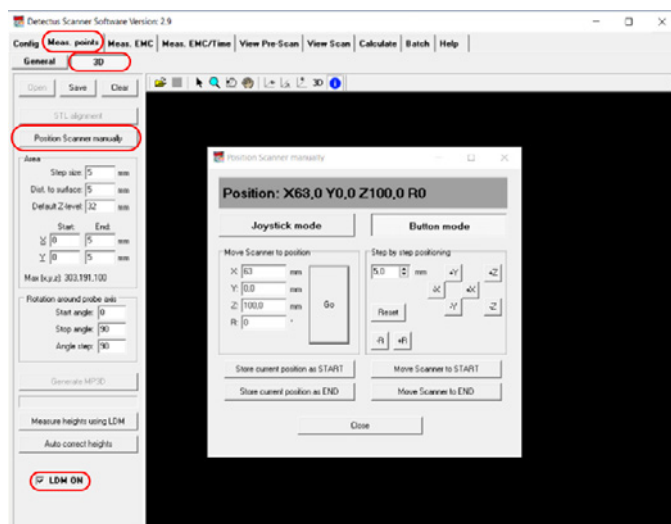 Detectus Scanner Software Version: 2.9
Config Meas. points Meas. EMC Meas. EMC/Time View Pre-Scan View Scan Calculate Batch Help
General 3D
Open Save Clear 3D
STL alignment
Position Scanner manually
Area
Step size: 5 mm
Dist. to surface: 5 mm
Default Z-level: 32 mm
Start: End:
X 0 5 mm
Y 0 5 mm
Max (x,y,z) 303,191,100
Rotation around probe axis
Start angle: 0
Stop angle: 90
Angle step: 90
Generate MP3D
Measure heights using LDM
Auto correct heights
LDM ON
Position Scanner manually
Position: X63,0 Y0,0 Z100,0 R0
Joystick mode Button mode
Move Scanner to position Step by step positioning
X: 63 mm 5,0 mm +Y +Z
Y: 0,0 mm -X +X
Z: 100,0 mm Go -Y -Z
R: 0 ° Reset
-R +R
Store current position as START Move Scanner to START
Store current position as END Move Scanner to END
Close